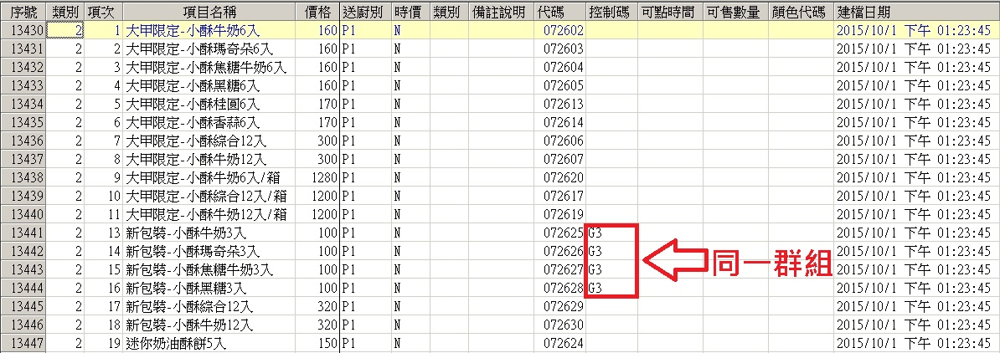 序號 類別 項次 項目名稱 價格 送廚別 時價 類別 備註說明 代碼 控制碼 可點時間 可售數量 顏色代碼 建檔日期
13430 2 1 大甲限定-小酥牛奶6入 160 P1 N 072602 2015/10/1 下午 01:23:45
13431 2 2 大甲限定-小酥瑪奇朵6入 160 P1 N 072603 2015/10/1 下午 01:23:45
13432 2 3 大甲限定-小酥焦糖牛奶6入 160 P1 N 072604 2015/10/1 下午 01:23:45
13433 2 4 大甲限定-小酥黑糖6入 160 P1 N 072605 2015/10/1 下午 01:23:45
13434 2 5 大甲限定-小酥桂圓6入 170 P1 N 072613 2015/10/1 下午 01:23:45
13435 2 6 大甲限定-小酥香蒜6入 170 P1 N 072614 2015/10/1 下午 01:23:45
13436 2 7 大甲限定-小酥綜合12入 300 P1 N 072606 2015/10/1 下午 01:23:45
13437 2 8 大甲限定-小酥牛奶12入 300 P1 N 072607 2015/10/1 下午 01:23:45
13438 2 9 大甲限定-小酥牛奶6入/箱 1280 P1 N 072620 2015/10/1 下午 01:23:45
13439 2 10 大甲限定-小酥綜合12入/箱 1200 P1 N 072617 2015/10/1 下午 01:23:45
13440 2 11 大甲限定-小酥牛奶12入/箱 1200 P1 N 072619 2015/10/1 下午 01:23:45
13441 2 13 新包裝-小酥牛奶3入 100 P1 N 072625 G3 2015/10/1 下午 01:23:45
13442 2 14 新包裝-小酥瑪奇朵3入 100 P1 N 072626 G3 2015/10/1 下午 01:23:45
13443 2 15 新包裝-小酥焦糖牛奶3入 100 P1 N 072627 G3 同一群組 2015/10/1 下午 01:23:45
13444 2 16 新包裝-小酥黑糖3入 100 P1 N 072628 G3 2015/10/1 下午 01:23:45
13445 2 17 新包裝-小酥綜合12入 320 P1 N 072629 2015/10/1 下午 01:23:45
13446 2 18 新包裝-小酥牛奶12入 320 P1 N 072630 2015/10/1 下午 01:23:45
13447 2 19 迷你奶油酥餅5入 150 P1 N 072624 2015/10/1 下午 01:23:45